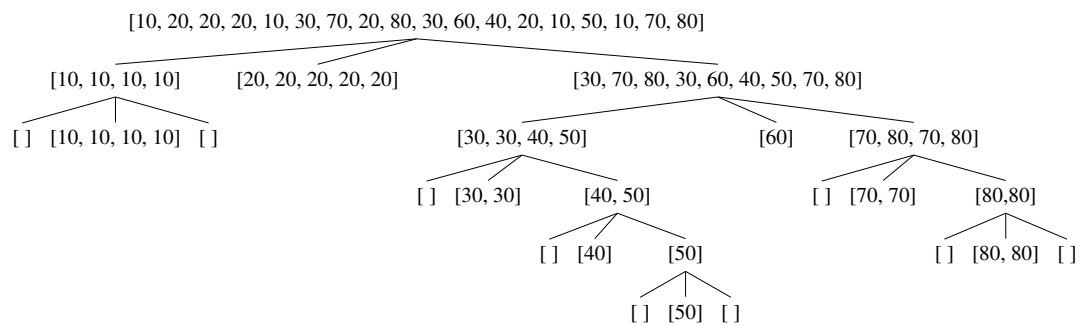 [10, 20, 20, 20, 10, 30, 70, 20, 80, 30, 60, 40, 20, 10, 50, 10, 70, 80]
[10, 10, 10, 10] [20, 20, 20, 20, 20] [30, 70, 80, 30, 60, 40, 50, 70, 80]
[ ] [10, 10, 10, 10] [ ] [30, 30, 40, 50] [60] [70, 80, 70, 80]
[ ] [30, 30] [40, 50] [ ] [70, 70] [80,80]
[ ] [40] [50] [ ] [80, 80] [ ]
[ ] [50] [ ]